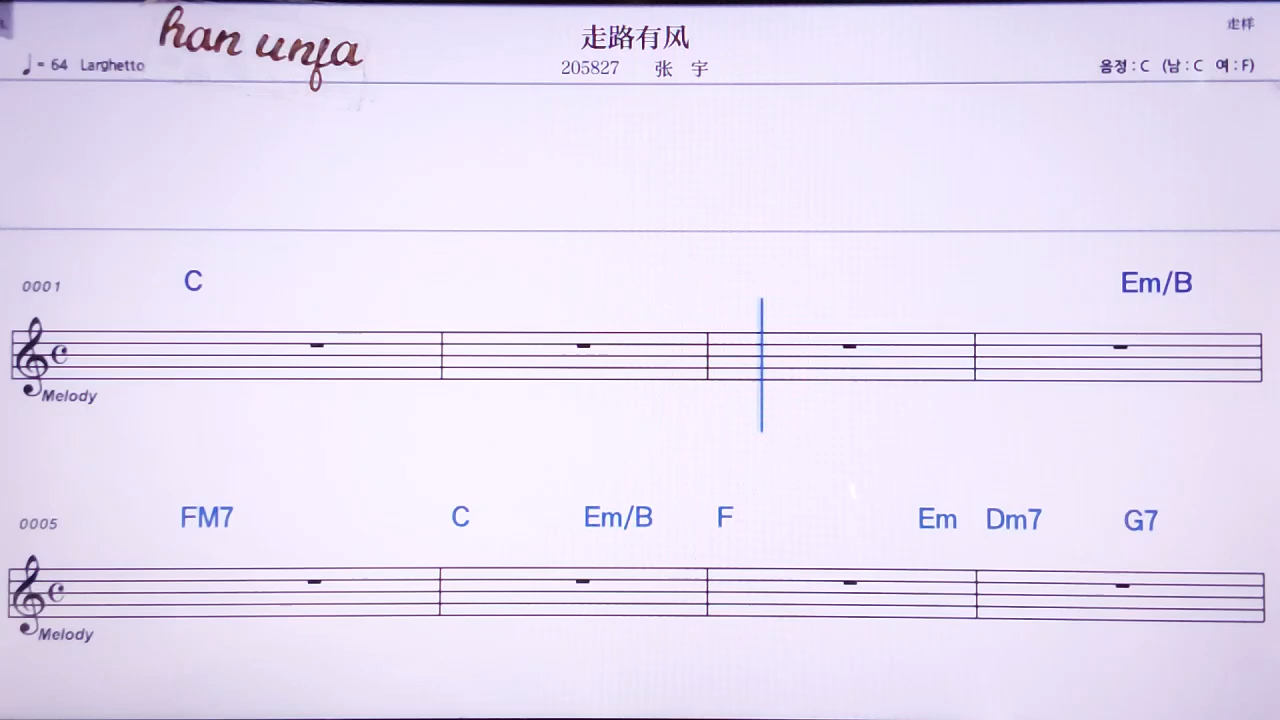 han unja
走路有风
走样
♩= 64 Larghetto
205827 张 宇
음정 : C (남 : C 여 : F)
0001 C Em/B
Melody
0005 FM7 C Em/B F Em Dm7 G7
Melody